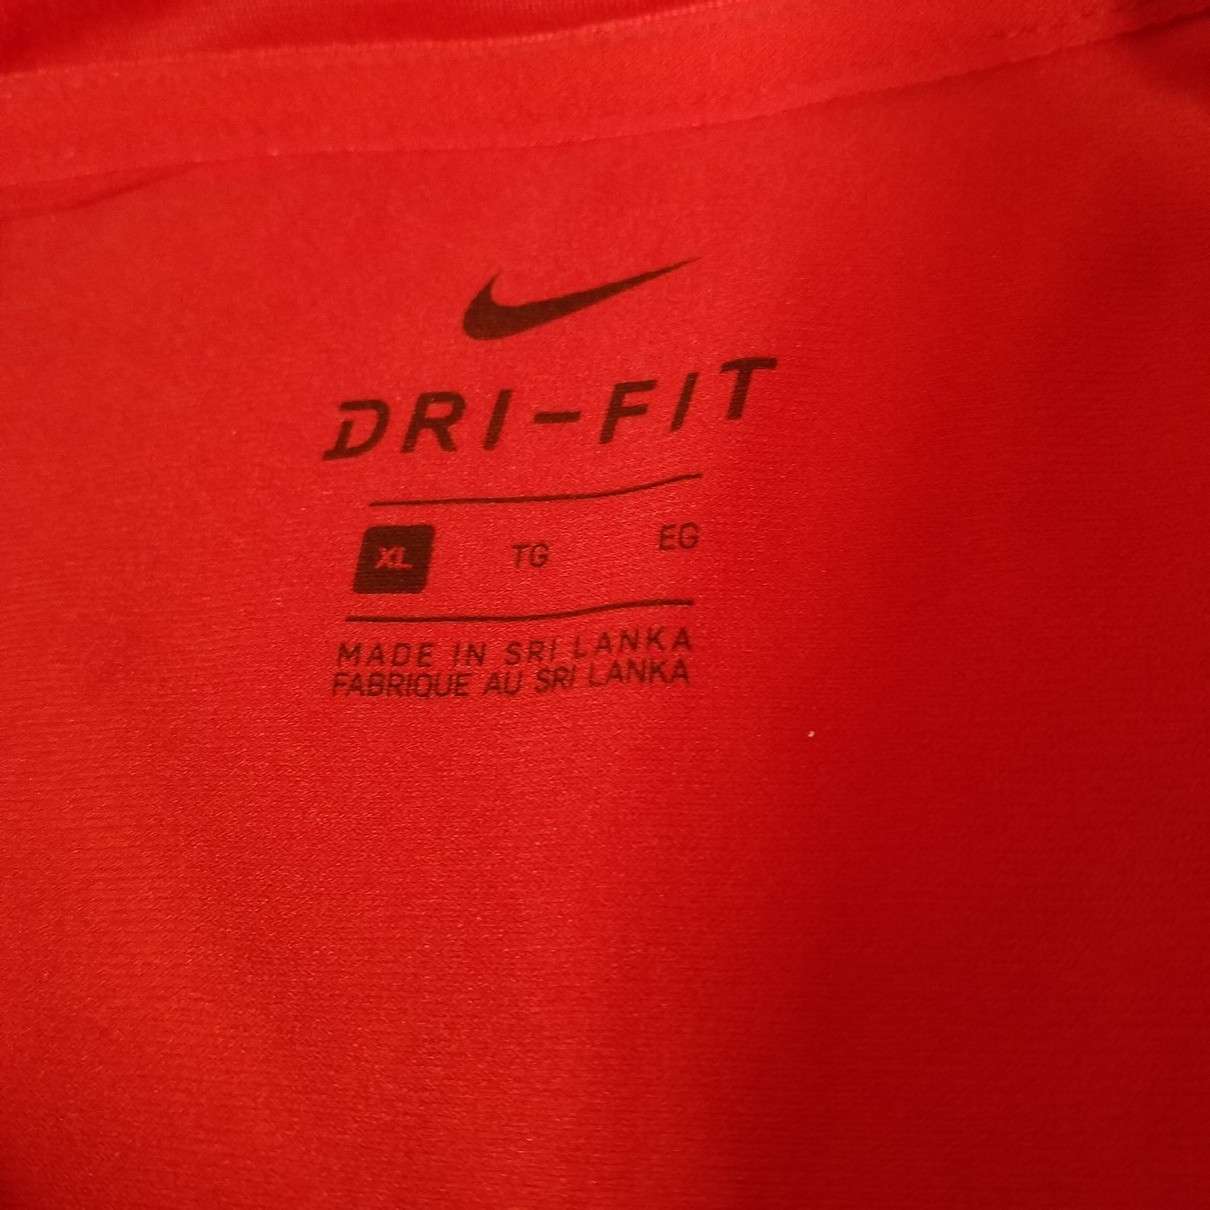 DRI-FIT
XL TG EG
MADE IN SRI LANKA
FABRIQUE AU SRI LANKA